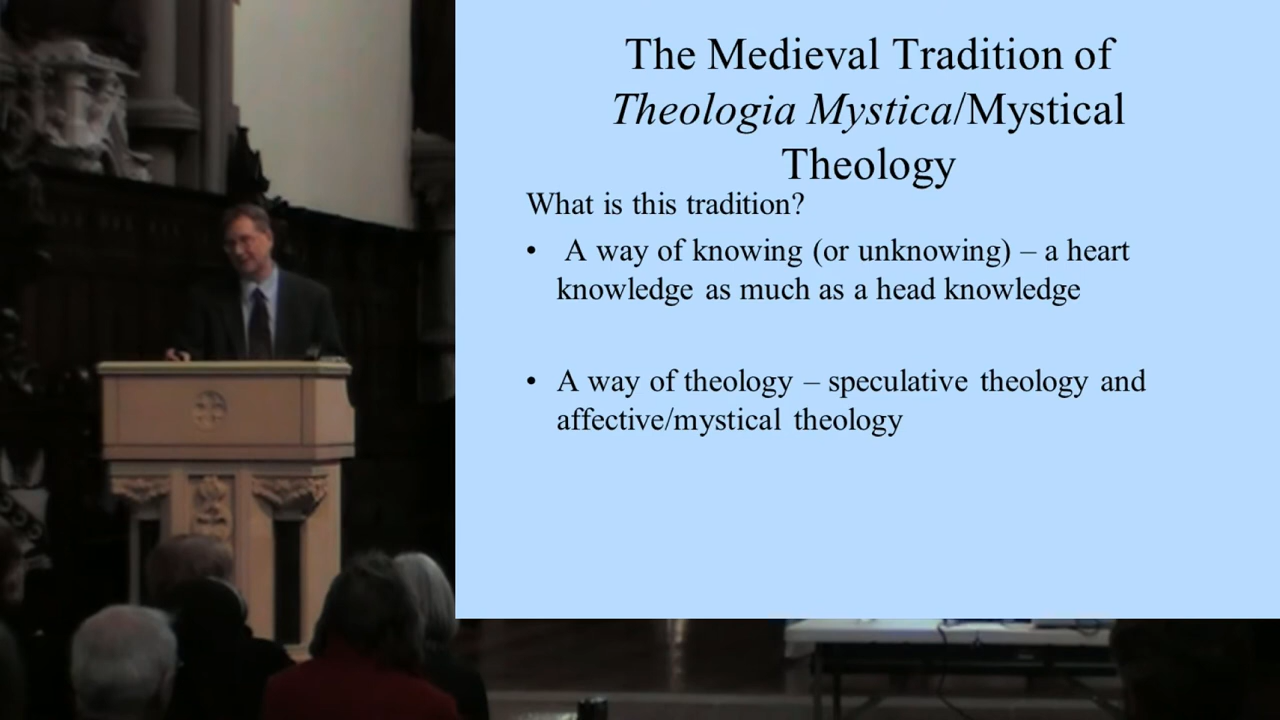 The Medieval Tradition of
Theologia Mystica/Mystical
Theology
What is this tradition?
• A way of knowing (or unknowing) – a heart
knowledge as much as a head knowledge
• A way of theology – speculative theology and
affective/mystical theology